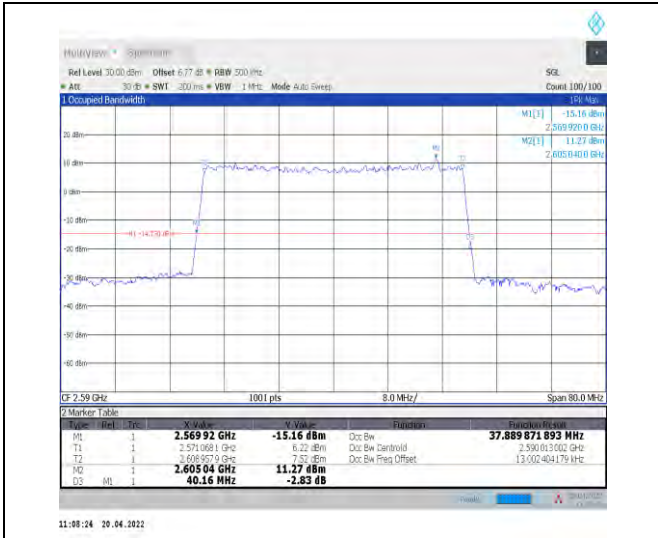 MultiView Spectrum
Ref Level 30.00 dBm Offset 6.77 dB RBW 500 kHz SGL
Att 30 dB SWT 200 ms VBW 1 MHz Mode Auto Sweep Count 100/100
1 Occupied Bandwidth 1Pk Max
M1[1] -15.16 dBm
2.569920 0 GHz
M2[1] 11.27 dBm
2.605040 0 GHz
20 dBm
M2
10 dBm
T1 T2
0 dBm
-10 dBm
M1
H1 -14.730 dBm
D3
-20 dBm
-30 dBm
-40 dBm
-50 dBm
-60 dBm
CF 2.59 GHz 1001 pts 8.0 MHz/ Span 80.0 MHz
2 Marker Table
Type Ref Trc X-Value Y-Value Function Function Result
M1 1 2.569 92 GHz -15.16 dBm Occ Bw 37.889 871 893 MHz
T1 1 2.571 068 1 GHz 6.22 dBm Occ Bw Centroid 2.590 013 002 GHz
T2 1 2.608 957 9 GHz 7.52 dBm Occ Bw Freq Offset 13.002 404 179 kHz
M2 1 2.605 04 GHz 11.27 dBm
D3 M1 1 40.16 MHz -2.83 dB
11:08:24 20.04.2022